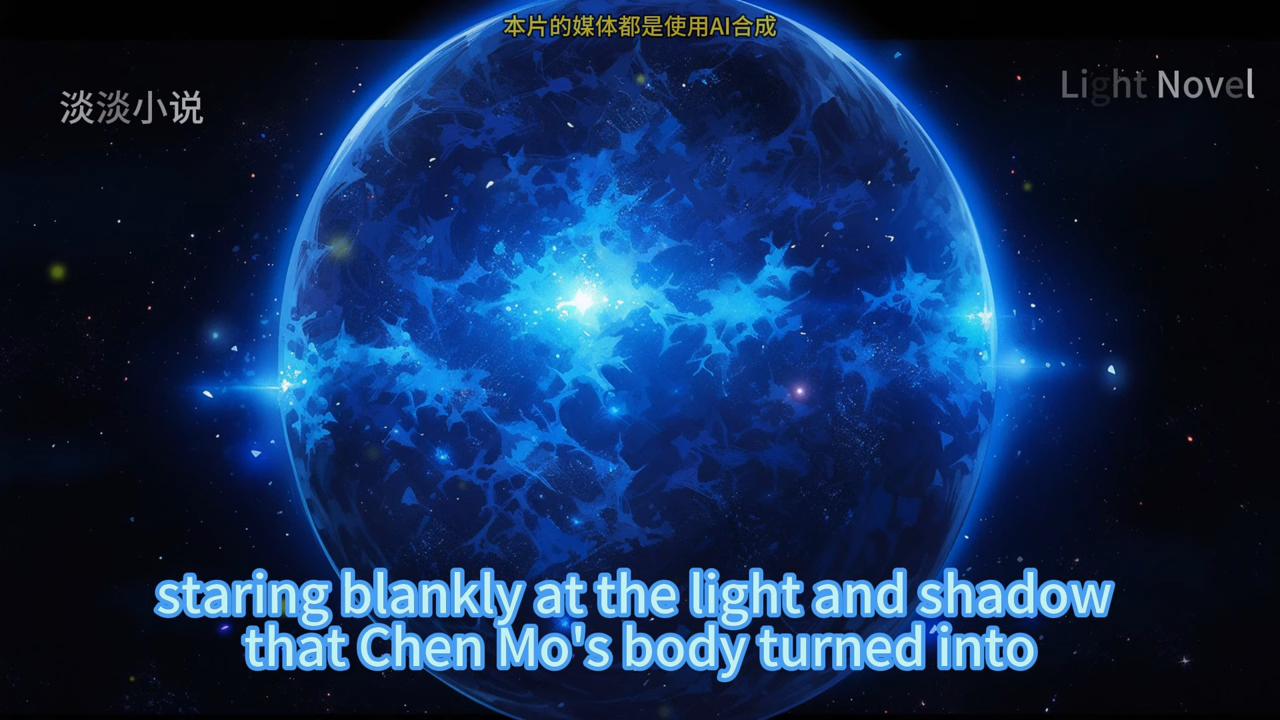 本片的媒体都是使用AI合成
淡淡小说
Light Novel
staring blankly at the light and shadow
that Chen Mo's body turned into